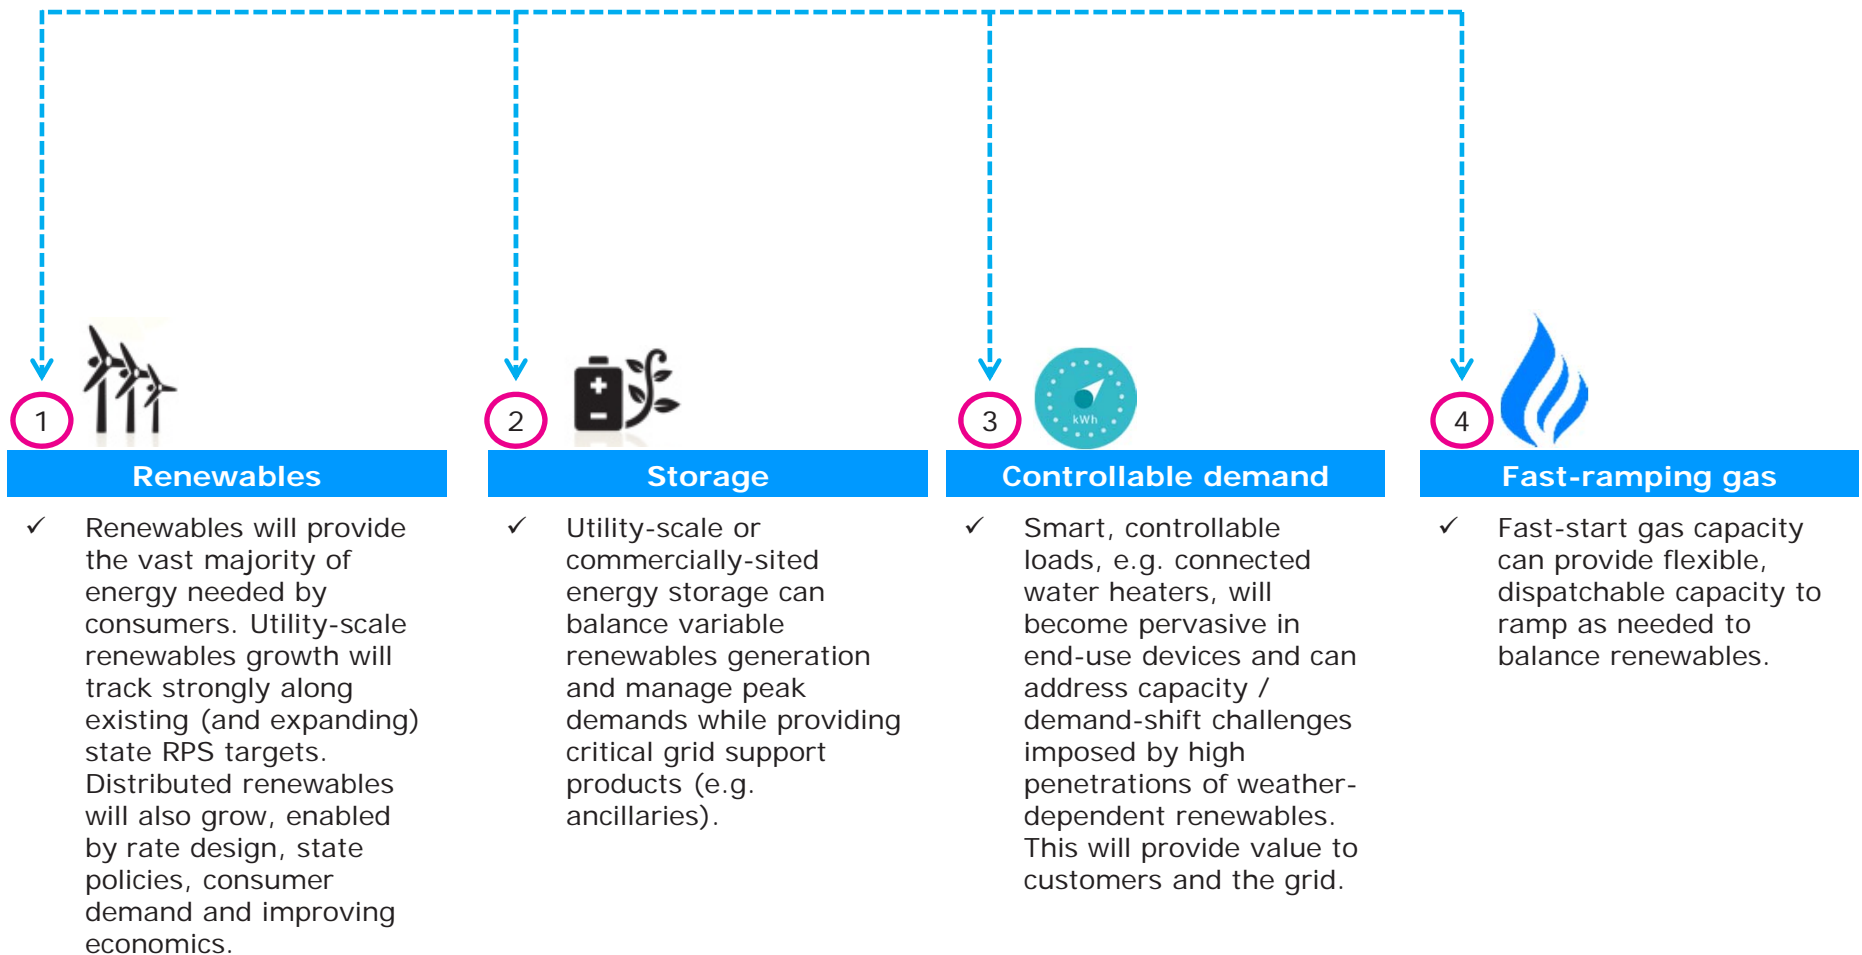 1
Renewables
✓ Renewables will provide
the vast majority of
energy needed by
consumers. Utility-scale
renewables growth will
track strongly along
existing (and expanding)
state RPS targets.
Distributed renewables
will also grow, enabled
by rate design, state
policies, consumer
demand and improving
economics.
2
Storage
✓ Utility-scale or
commercially-sited
energy storage can
balance variable
renewables generation
and manage peak
demands while providing
critical grid support
products (e.g.
ancillaries).
3
kWh
Controllable demand
✓ Smart, controllable
loads, e.g. connected
water heaters, will
become pervasive in
end-use devices and can
address capacity /
demand-shift challenges
imposed by high
penetrations of weather-
dependent renewables.
This will provide value to
customers and the grid.
4
Fast-ramping gas
✓ Fast-start gas capacity
can provide flexible,
dispatchable capacity to
ramp as needed to
balance renewables.